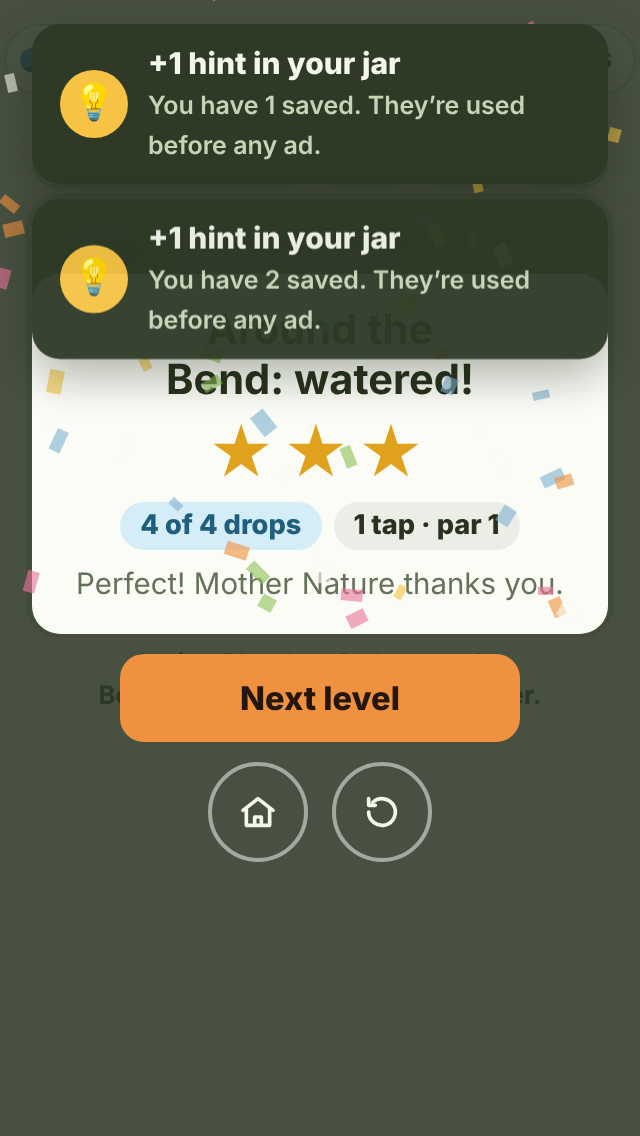 +1 hint in your jar
You have 1 saved. They’re used
before any ad.
+1 hint in your jar
You have 2 saved. They’re used
before any ad.
Around the
Bend: watered!
4 of 4 drops
1 tap · par 1
Perfect! Mother Nature thanks you.
Next level